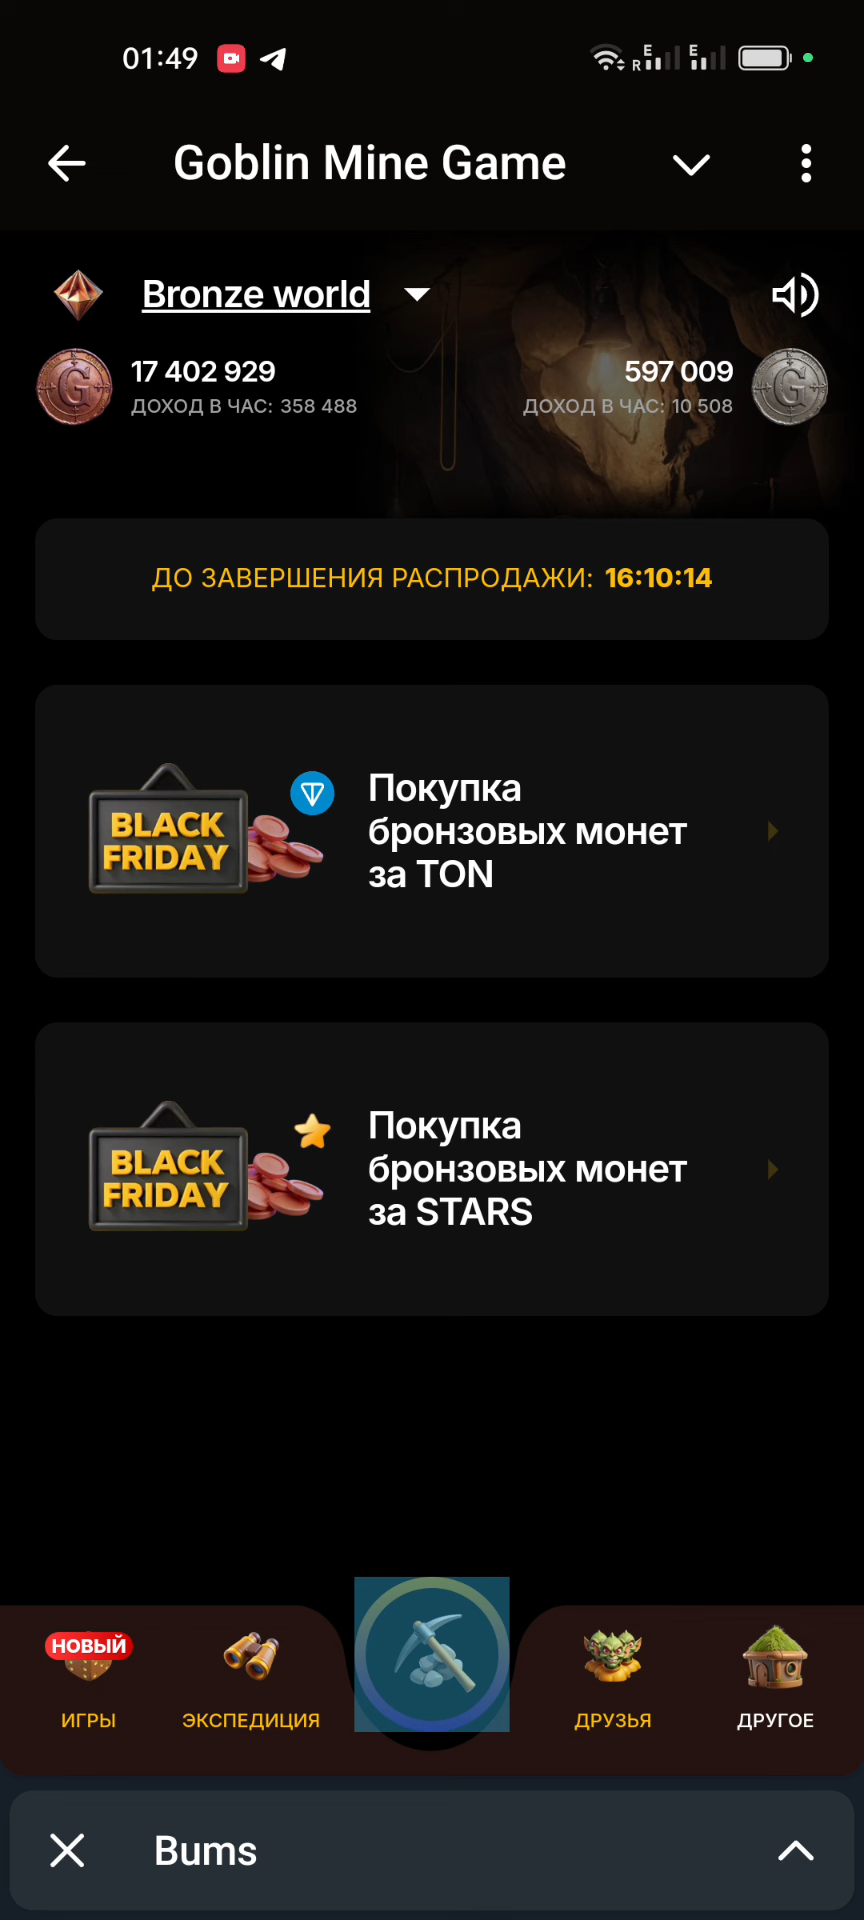 01:49
R E E
Goblin Mine Game
Bronze world
17 402 929
ДОХОД В ЧАС: 358 488
597 009
ДОХОД В ЧАС: 10 508
G
G
ДО ЗАВЕРШЕНИЯ РАСПРОДАЖИ: 16:10:14
BLACK
FRIDAY
Покупка
бронзовых монет
за TON
BLACK
FRIDAY
Покупка
бронзовых монет
за STARS
НОВЫЙ
ИГРЫ
ЭКСПЕДИЦИЯ
ДРУЗЬЯ
ДРУГОЕ
Bums